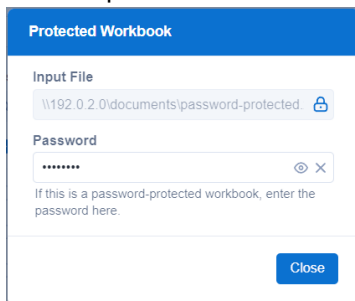 Protected Workbook
Input File
\\192.0.2.0\documents\password-protected.
Password
••••••••
If this is a password-protected workbook, enter the
password here.
Close